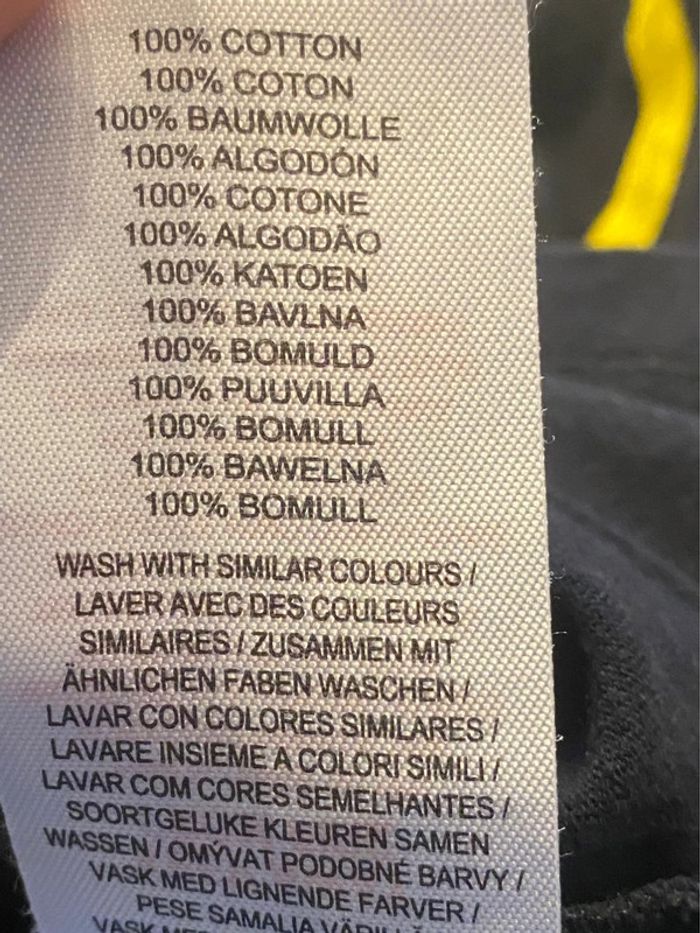 100% COTTON
100% COTON
100% BAUMWOLLE
100% ALGODÓN
100% COTONE
100% ALGODÃO
100% KATOEN
100% BAVLNA
100% BOMULD
100% PUUVILLA
100% BOMULL
100% BAWELNA
100% BOMULL
WASH WITH SIMILAR COLOURS /
LAVER AVEC DES COULEURS
SIMILAIRES / ZUSAMMEN MIT
ÄHNLICHEN FABEN WASCHEN /
LAVAR CON COLORES SIMILARES /
LAVARE INSIEME A COLORI SIMILI /
LAVAR COM CORES SEMELHANTES /
SOORTGELUKE KLEUREN SAMEN
WASSEN / OMÝVAT PODOBNÉ BARVY /
VASK MED LIGNENDE FARVER /
PESE SAMALIA
VASK